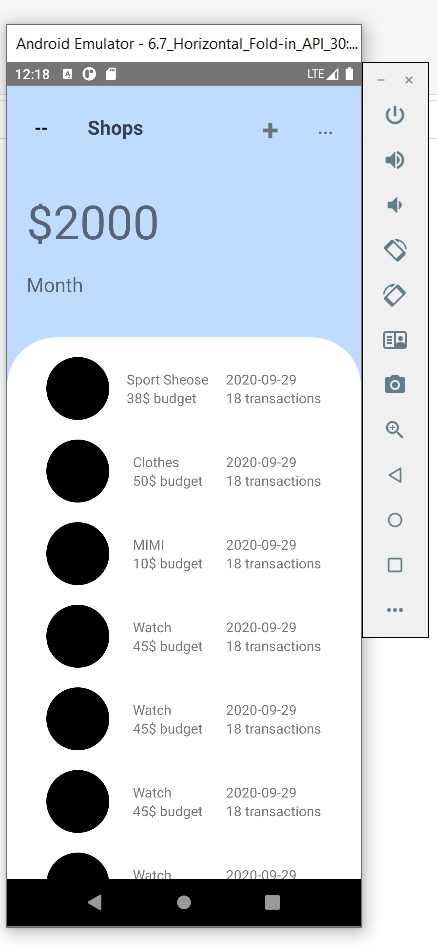 Android Emulator - 6.7_Horizontal_Fold-in_API_30:...
12:18 A LTE
-- Shops + ...
$2000
Month
Sport Sheose 2020-09-29
38$ budget 18 transactions
Clothes 2020-09-29
50$ budget 18 transactions
MIMI 2020-09-29
10$ budget 18 transactions
Watch 2020-09-29
45$ budget 18 transactions
Watch 2020-09-29
45$ budget 18 transactions
Watch 2020-09-29
45$ budget 18 transactions
Watch 2020-09-29